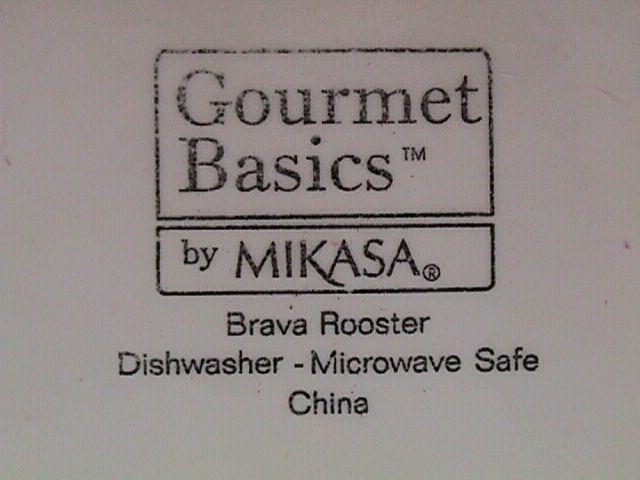 Gourmet
Basics™
by MIKASA®
Brava Rooster
Dishwasher - Microwave Safe
China